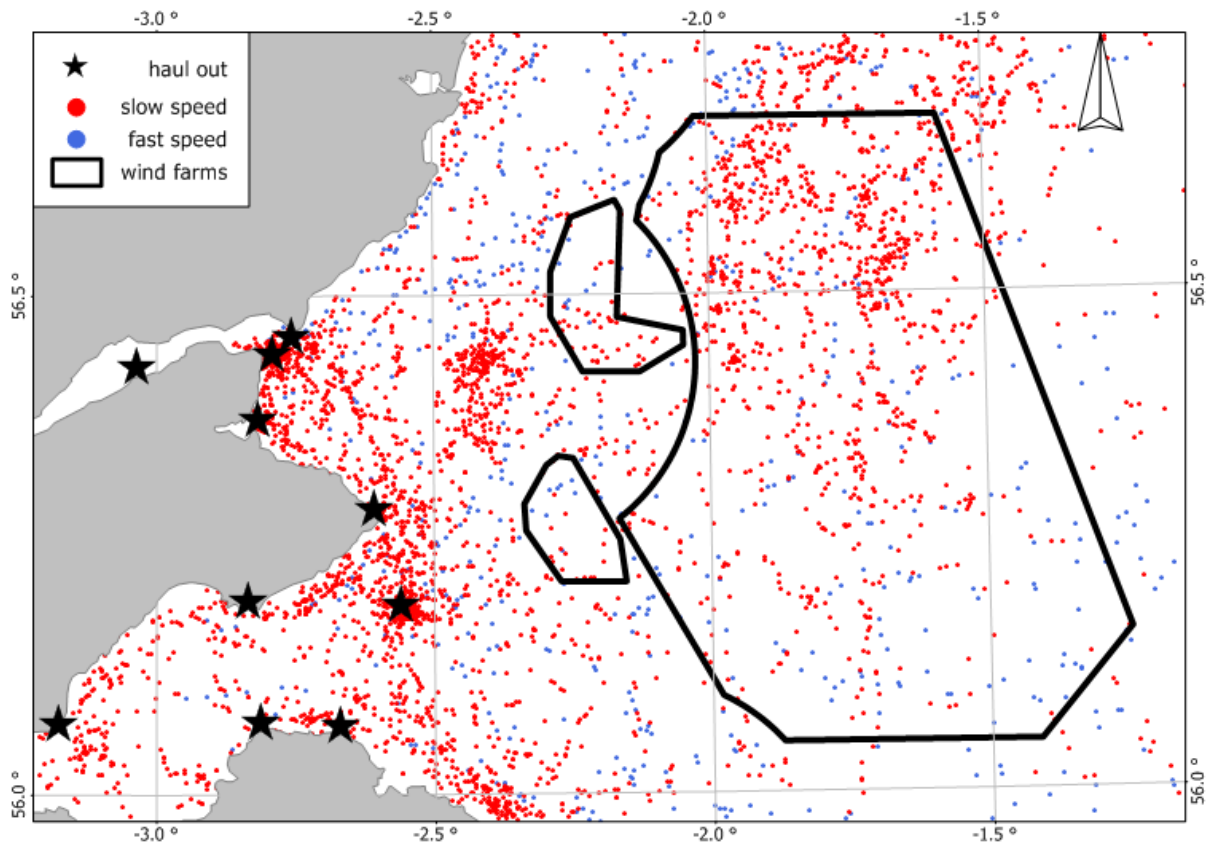 -3.0 ° -2.5 ° -2.0 ° -1.5 °
haul out
slow speed
fast speed
wind farms
56.5 ° 56.5 °
56.0 ° 56.0 °
-3.0 ° -2.5 ° -2.0 ° -1.5 °